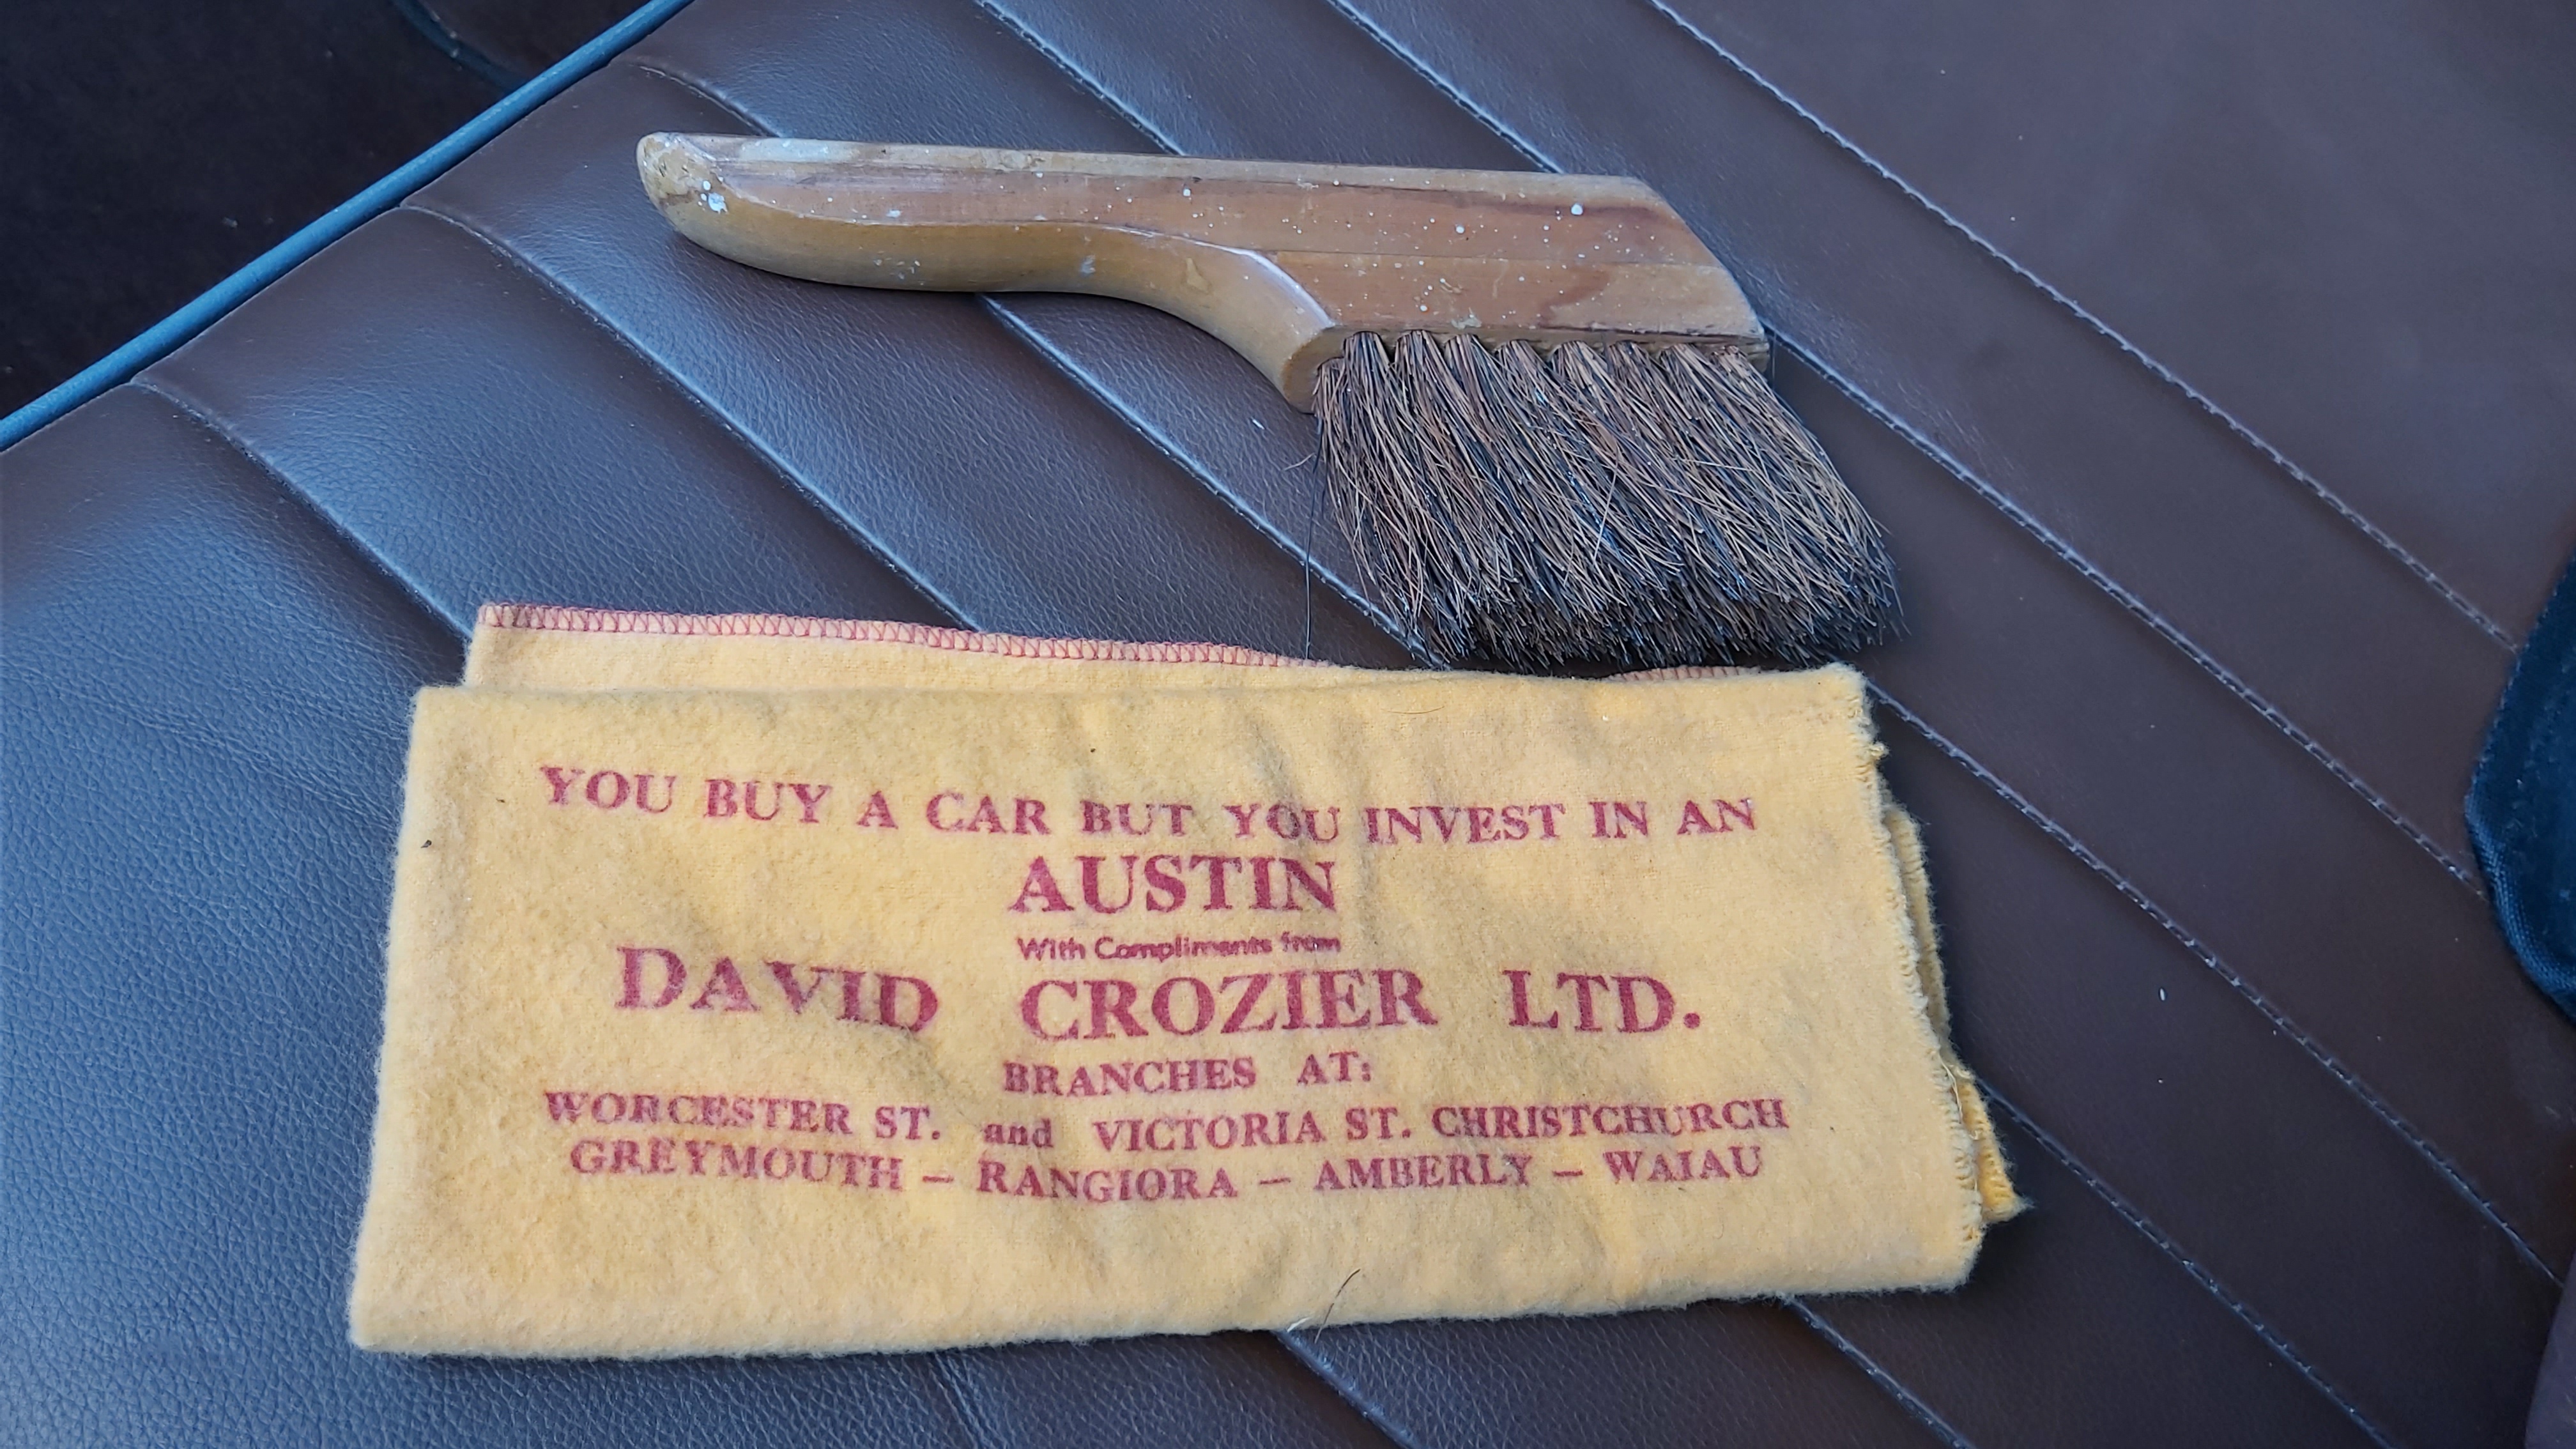 YOU BUY A CAR BUT YOU INVEST IN AN
AUSTIN
With Compliments from
DAVID CROZIER LTD.
BRANCHES AT:
WORCESTER ST. and VICTORIA ST. CHRISTCHURCH
GREYMOUTH – RANGIORA – AMBERLY – WAIAU